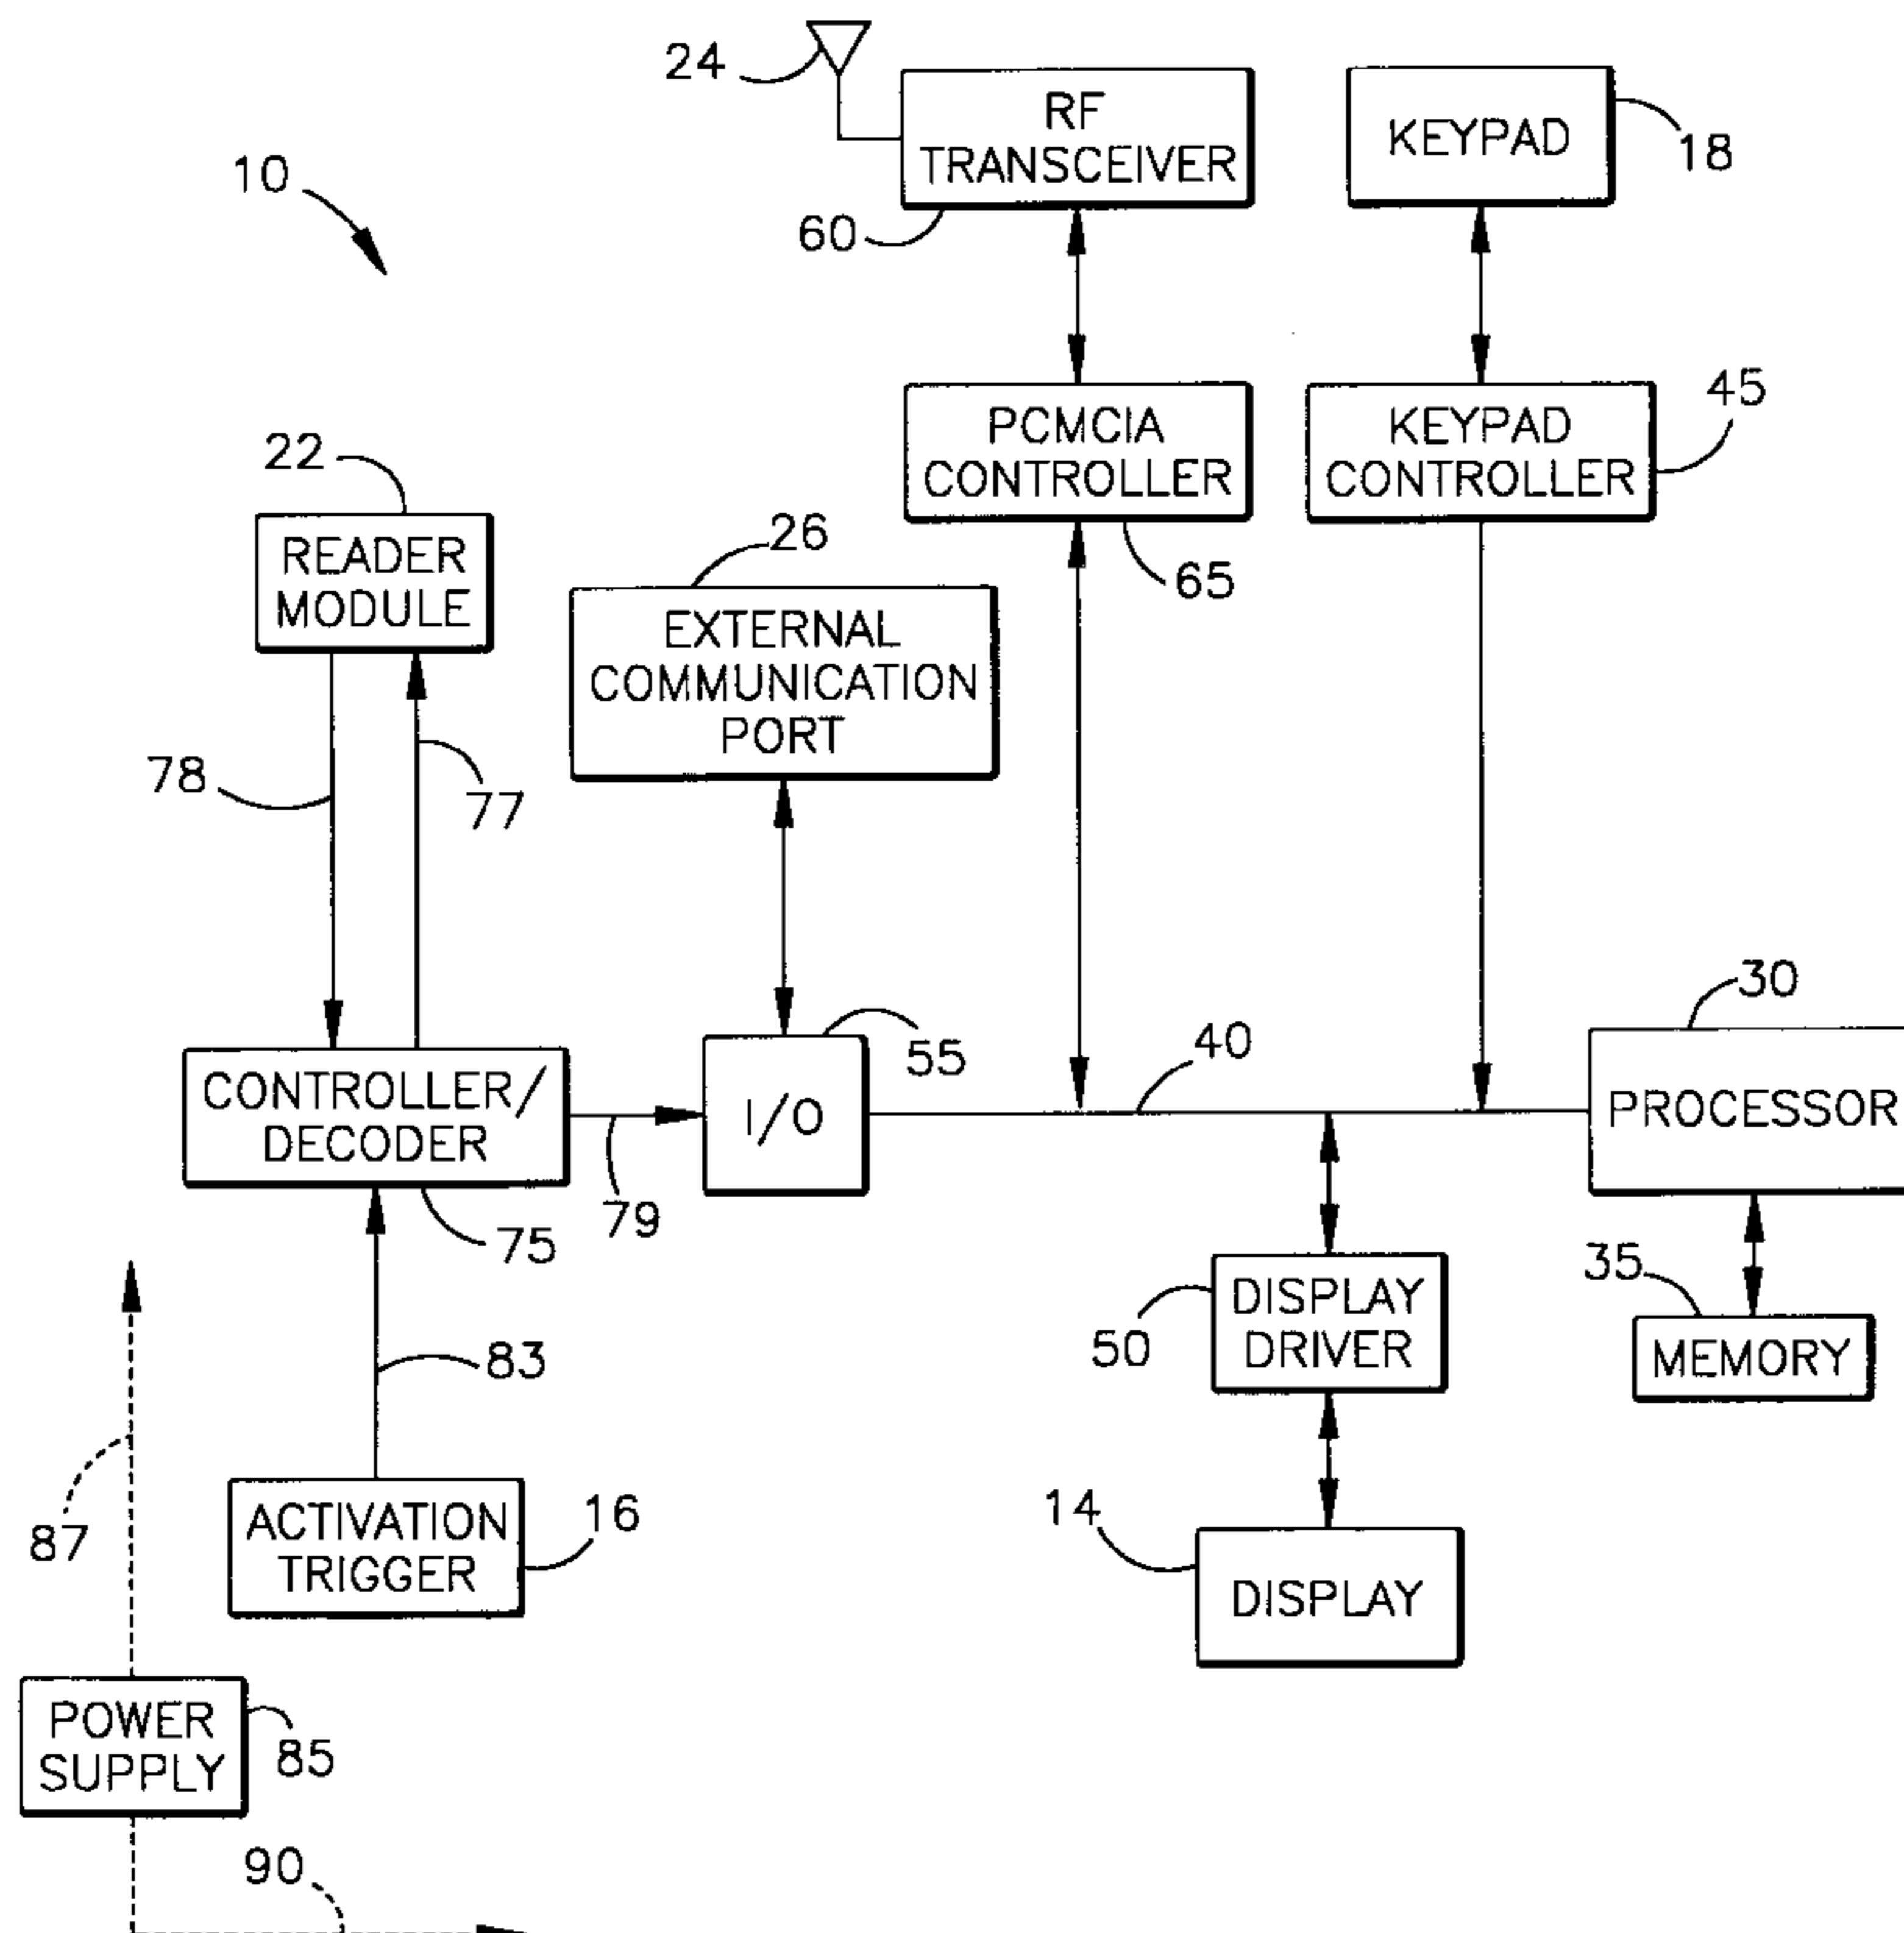 24
RF
TRANSCEIVER
60
KEYPAD
18
10
PCMCIA
CONTROLLER
65
KEYPAD
CONTROLLER
45
22
READER
MODULE
26
EXTERNAL
COMMUNICATION
PORT
78
77
30
CONTROLLER/
DECODER
75
79
I/O
55
40
PROCESSOR
35
MEMORY
50
DISPLAY
DRIVER
83
87
ACTIVATION
TRIGGER
16
14
DISPLAY
POWER
SUPPLY
85
90